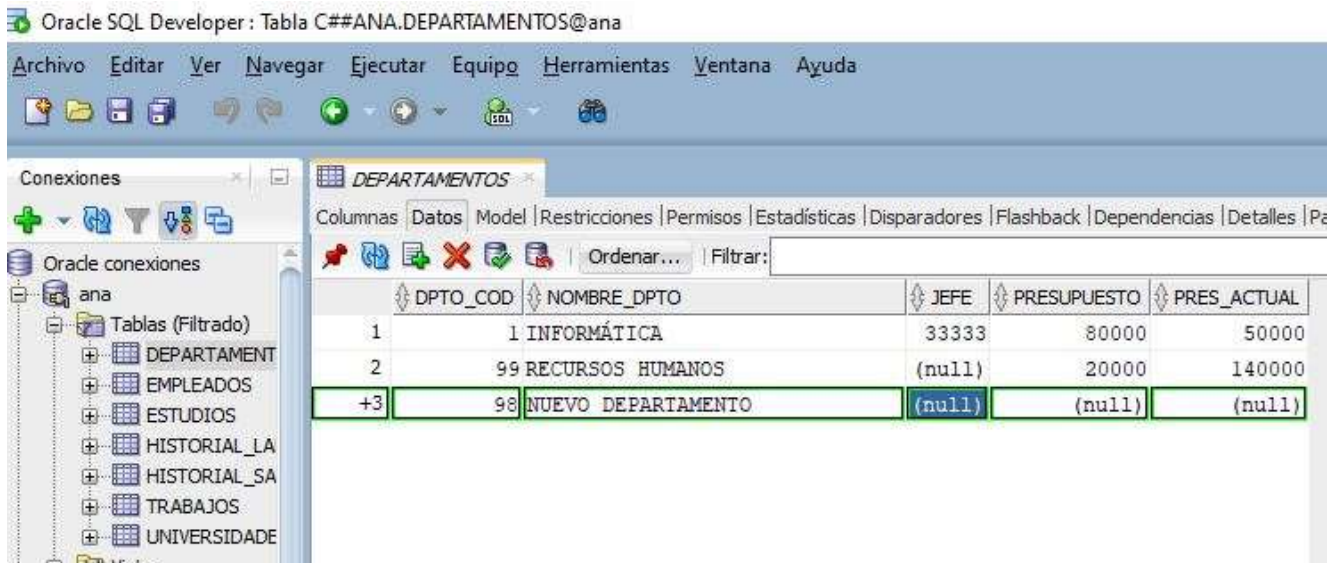 Oracle SQL Developer : Tabla C##ANA.DEPARTAMENTOS@ana
Archivo Editar Ver Navegar Ejecutar Equipo Herramientas Ventana Ayuda
SQL
Conexiones
DEPARTAMENTOS
Columnas Datos Model |Restricciones |Permisos |Estadísticas |Disparadores |Flashback |Dependencias |Detalles |Pa
Ordenar... Filtrar:
Oracle conexiones
ana
Tablas (Filtrado)
DEPARTAMENT
EMPLEADOS
ESTUDIOS
HISTORIAL_LA
HISTORIAL_SA
TRABAJOS
UNIVERSIDADE
DPTO_COD NOMBRE_DPTO JEFE PRESUPUESTO PRES_ACTUAL
1 1 INFORMÁTICA 33333 80000 50000
2 99 RECURSOS HUMANOS (null) 20000 140000
+3 98 NUEVO DEPARTAMENTO (null) (null) (null)